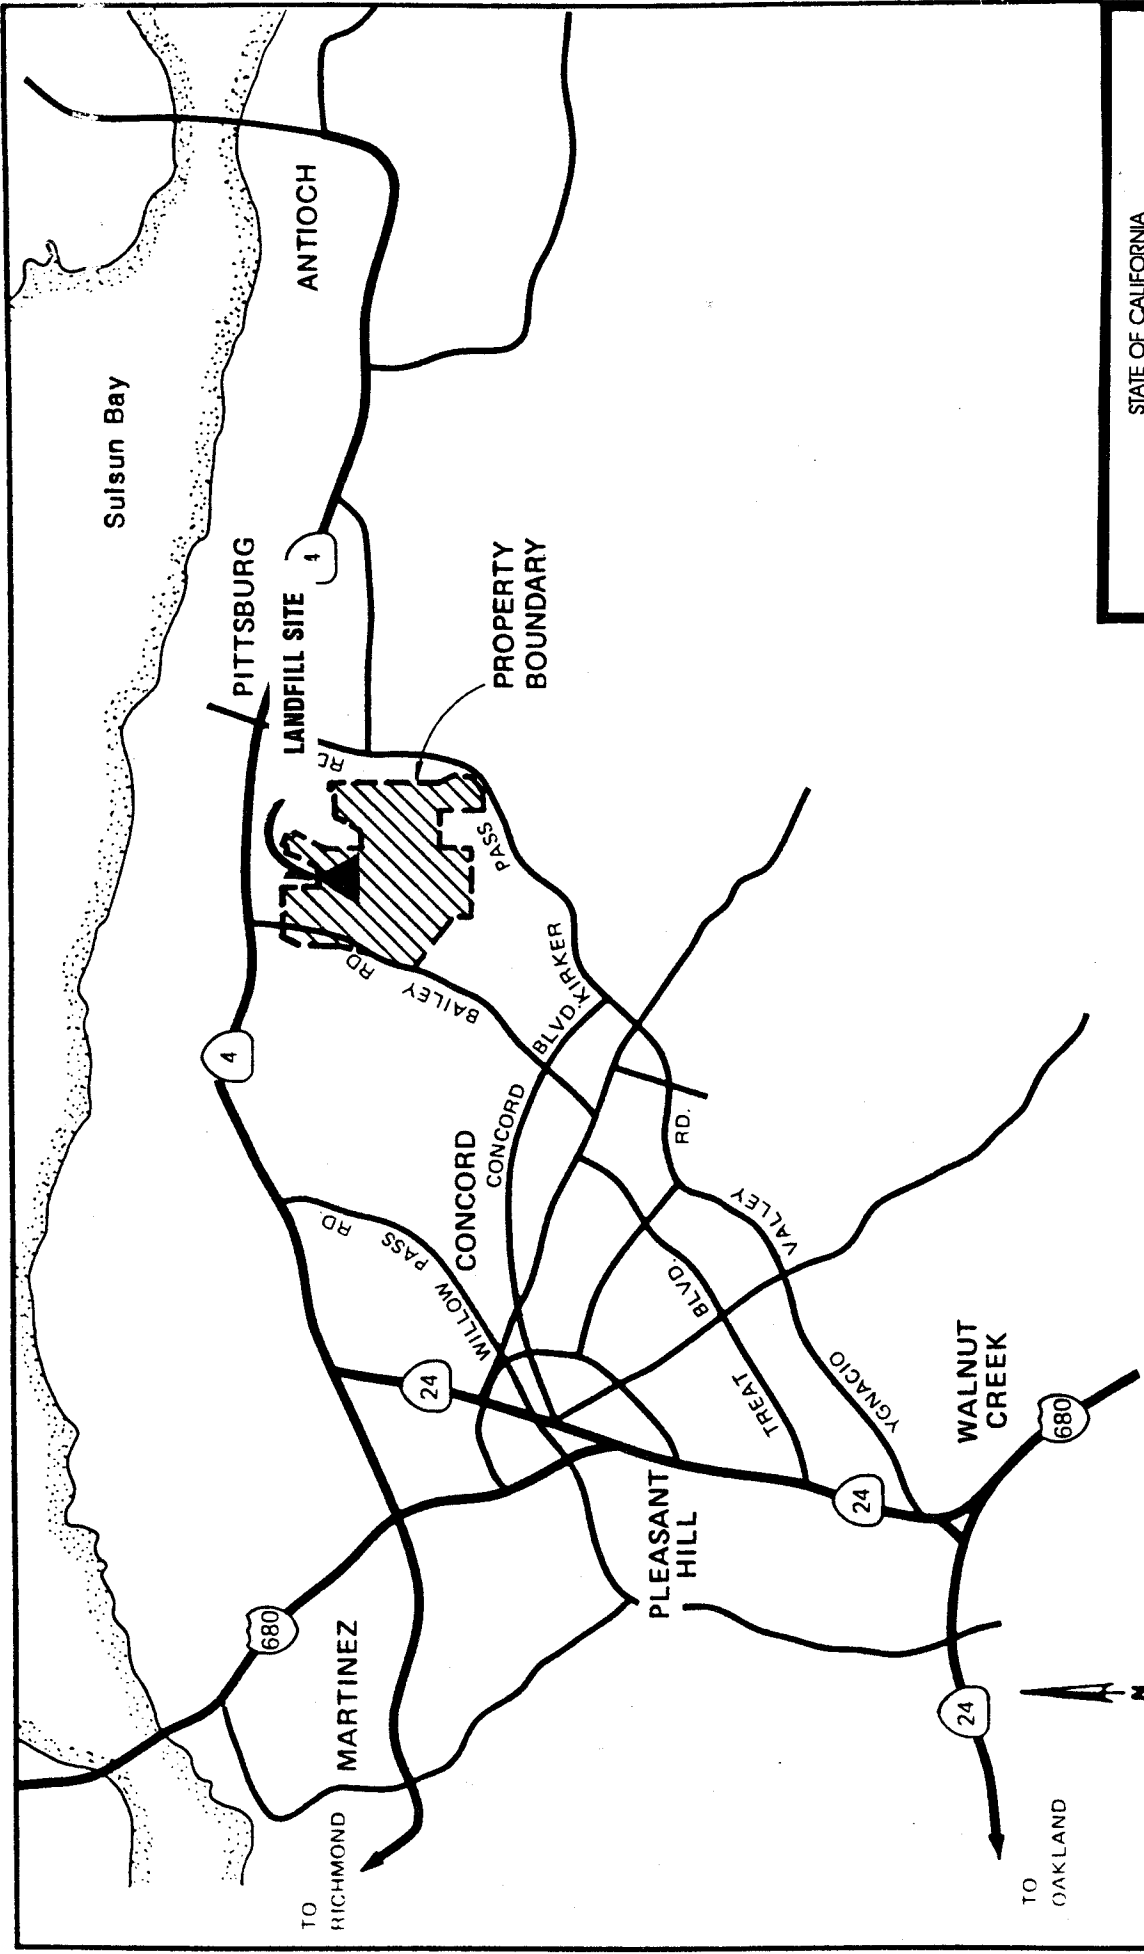 Suisun Bay
ANTIOCH
PITTSBURG
LANDFILL SITE
4
PROPERTY
BOUNDARY
RD
PASS
KIRKER
BLVD.
CONCORD
RD
BAILEY
4
CONCORD
RD
PASS
WILLOW
24
RD.
VALLEY
YGNACIO
BLVD.
TREAT
WALNUT
CREEK
680
24
PLEASANT
HILL
680
MARTINEZ
TO
RICHMOND
24
TO
OAKLAND
N
STATE OF CALIFORNIA